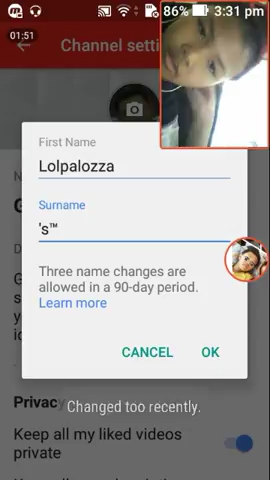 86% 3:31 pm
01:51
Channel setti
First Name
Lolpalozza
Surname
's™
Three name changes are
allowed in a 90-day period.
Learn more
CANCEL OK
Privacy
Changed too recently.
Keep all my liked videos
private